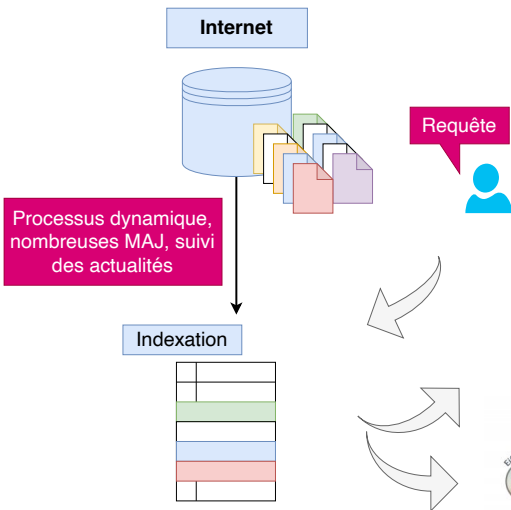 Internet
Requête
Processus dynamique,
nombreuses MAJ, suivi
des actualités
Indexation